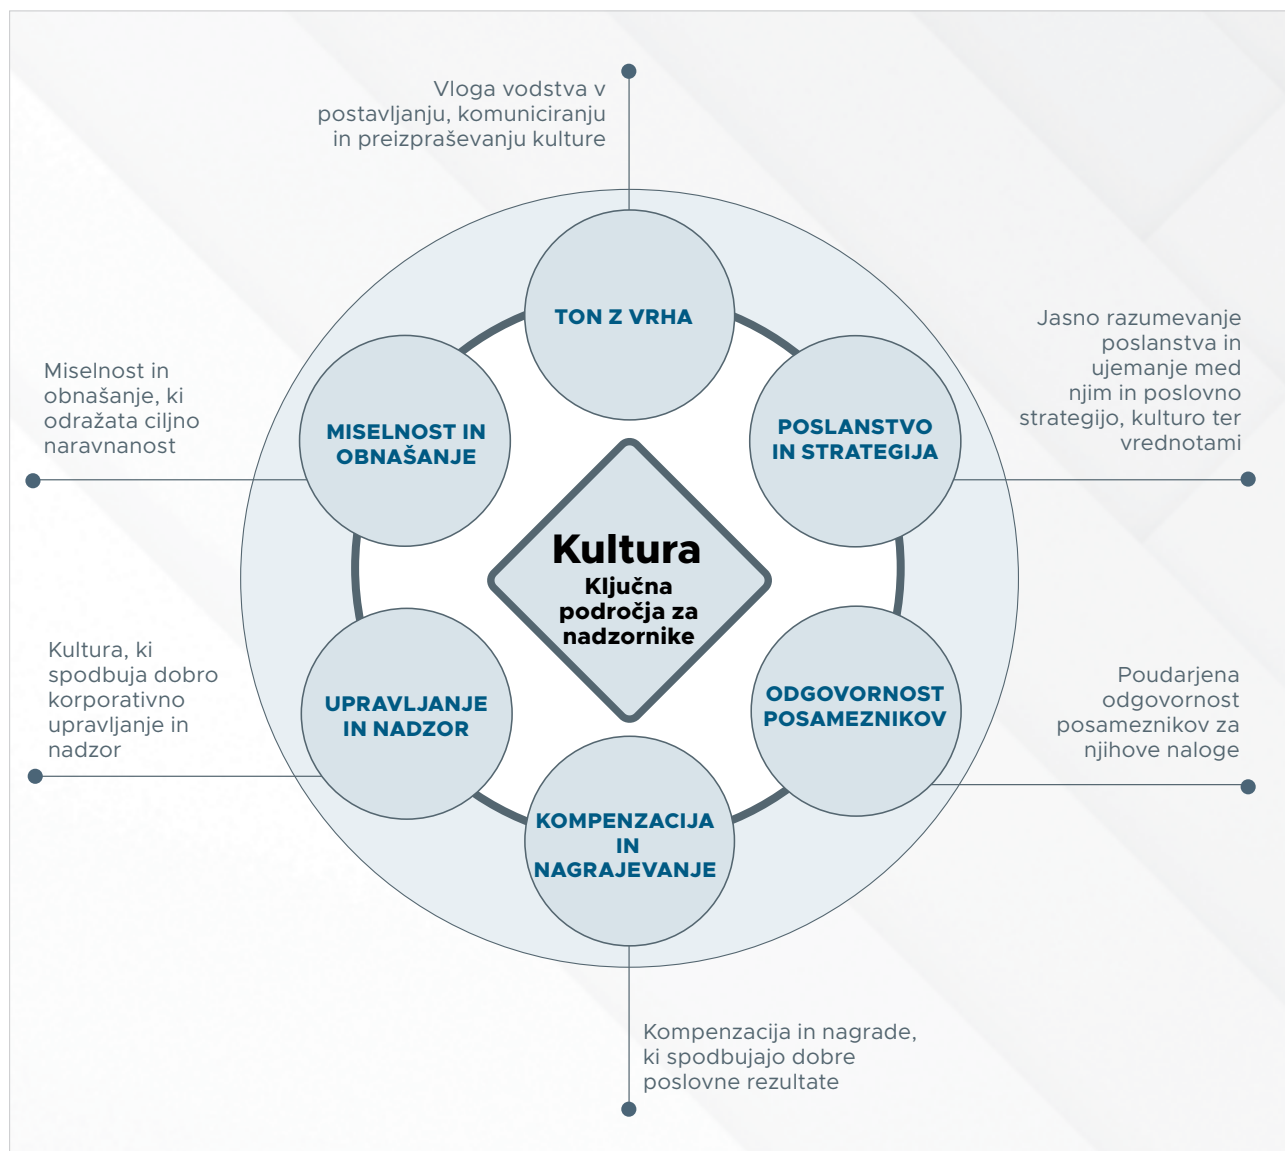 Vloga vodstva v
postavljanju, komuniciranju
in preizpraševanju kulture
TON Z VRHA
Jasno razumevanje
poslanstva in
ujemanje med
njim in poslovno
strategijo, kulturo ter
vrednotami
POSLANSTVO
IN STRATEGIJA
Miselnost in
obnašanje, ki
odražata ciljno
naravnanost
MISELNOST IN
OBNAŠANJE
Kultura
Ključna
področja za
nadzornike
Kultura, ki
spodbuja dobro
korporativno
upravljanje in
nadzor
UPRAVLJANJE
IN NADZOR
ODGOVORNOST
POSAMEZNIKOV
Poudarjena
odgovornost
posameznikov za
njihove naloge
KOMPENZACIJA
IN
NAGRAJEVANJE
Kompenzacija in nagrade,
ki spodbujajo dobre
poslovne rezultate